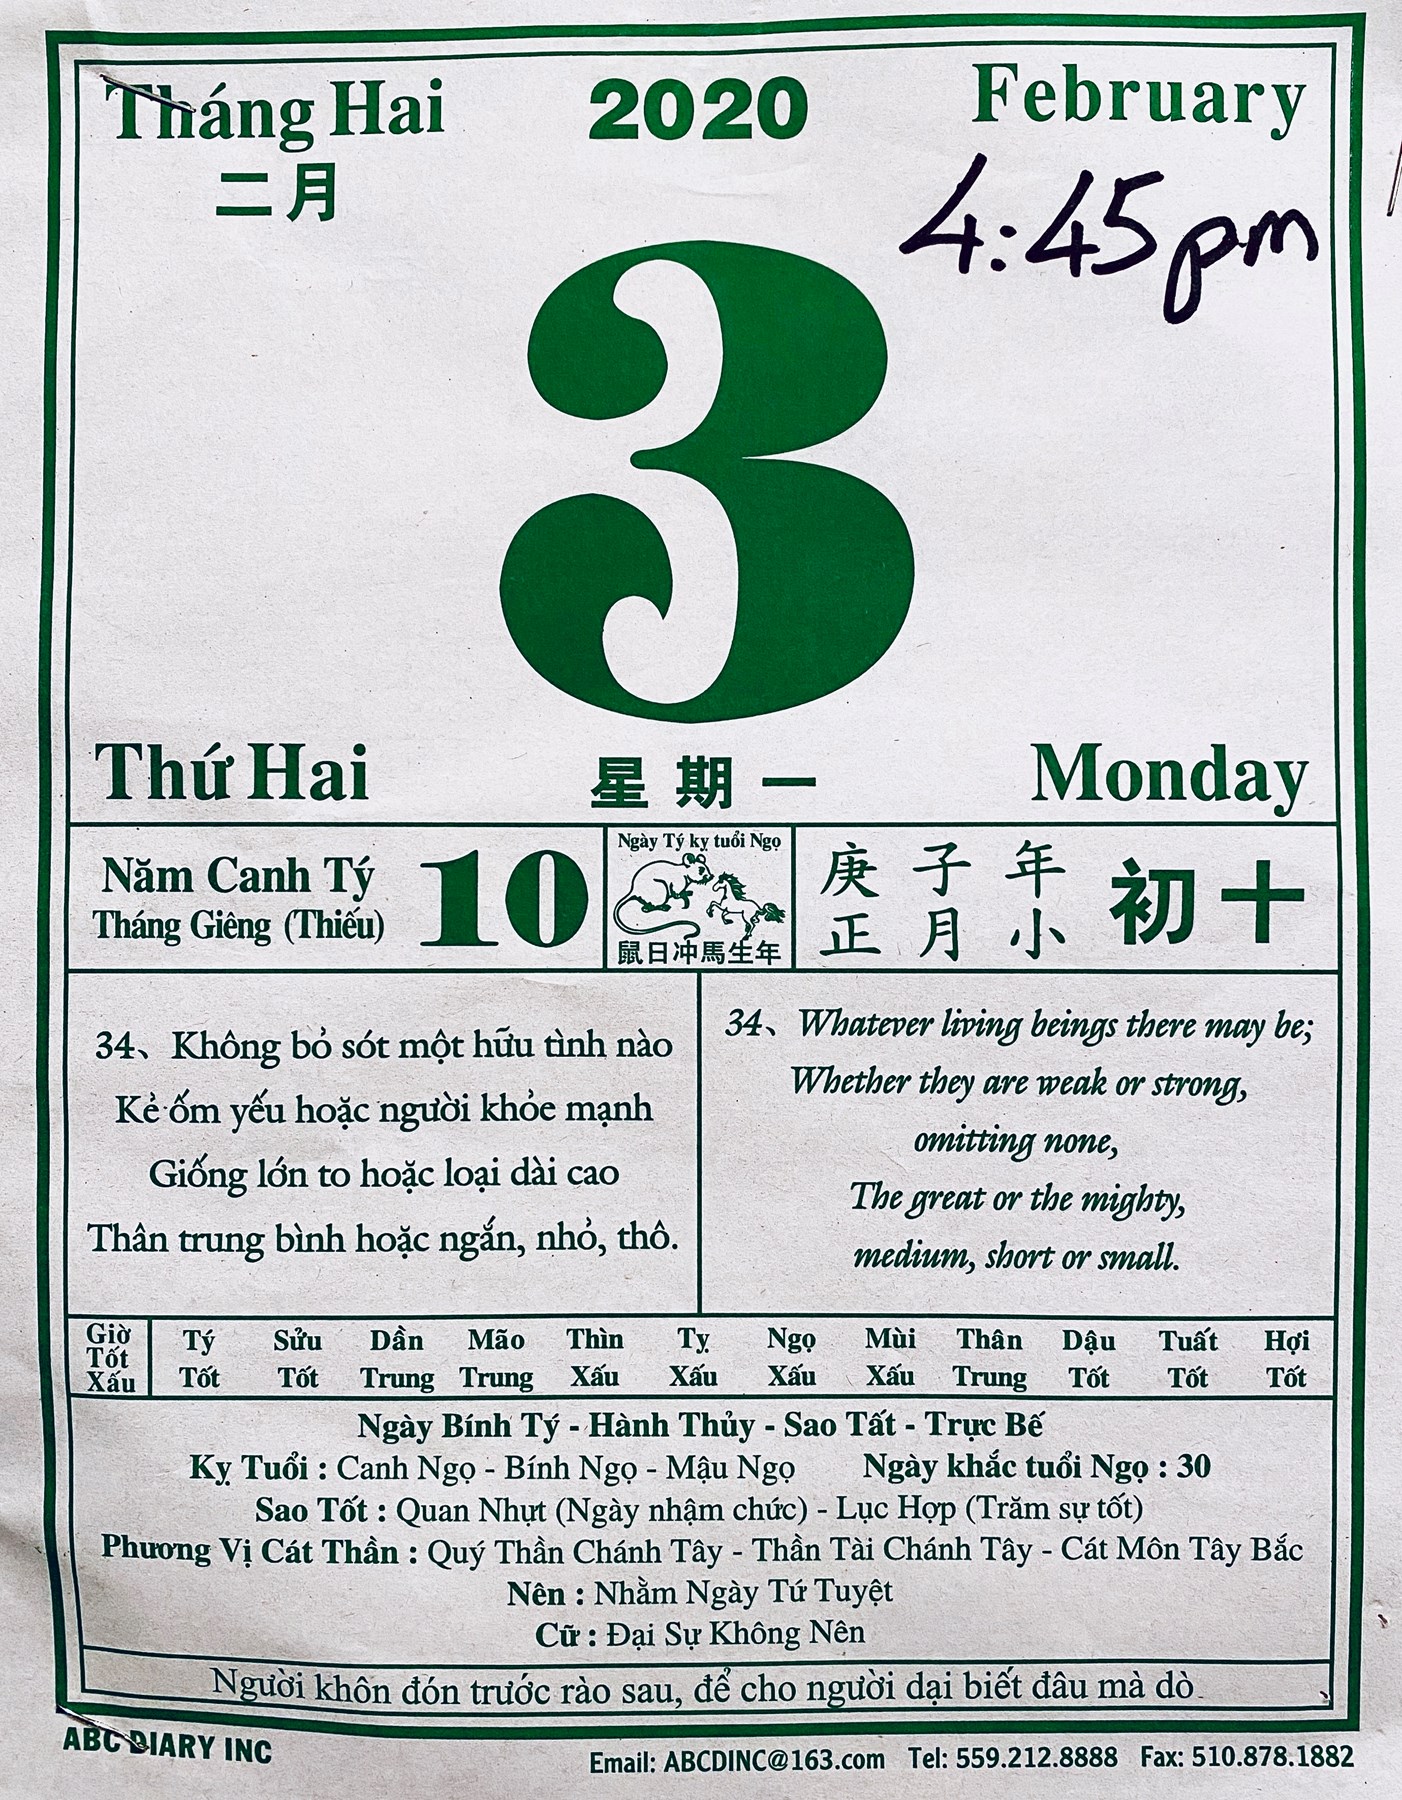 Tháng Hai 2020 February
二月
4:45pm
3
Thứ Hai 星期一 Monday
Năm Canh Tý
Tháng Giêng (Thiếu)
10
Ngày Tý kỵ tuổi Ngọ
鼠日冲馬生年
庚子年
正月小
初十
34、Không bỏ sót một hữu tình nào
Kẻ ốm yếu hoặc người khỏe mạnh
Giống lớn to hoặc loại dài cao
Thân trung bình hoặc ngắn, nhỏ, thô.
34、Whatever living beings there may be;
Whether they are weak or strong,
omitting none,
The great or the mighty,
medium, short or small.
Giờ
Tốt
Xấu
Tý Sửu Dần Mão Thìn Tỵ Ngọ Mùi Thân Dậu Tuất Hợi
Tốt Tốt Trung Trung Xấu Xấu Xấu Xấu Trung Tốt Tốt Tốt
Ngày Bính Tý - Hành Thủy - Sao Tất - Trực Bế
Kỵ Tuổi : Canh Ngọ - Bính Ngọ - Mậu Ngọ Ngày khắc tuổi Ngọ : 30
Sao Tốt : Quan Nhựt (Ngày nhậm chức) - Lục Hợp (Trăm sự tốt)
Phương Vị Cát Thần : Quý Thần Chánh Tây - Thần Tài Chánh Tây - Cát Môn Tây Bắc
Nên : Nhằm Ngày Tứ Tuyệt
Cữ : Đại Sự Không Nên
Người khôn đón trước rào sau, để cho người dại biết đâu mà dò
ABC DIARY INC
Email: ABCDINC@163.com Tel: 559.212.8888 Fax: 510.878.1882